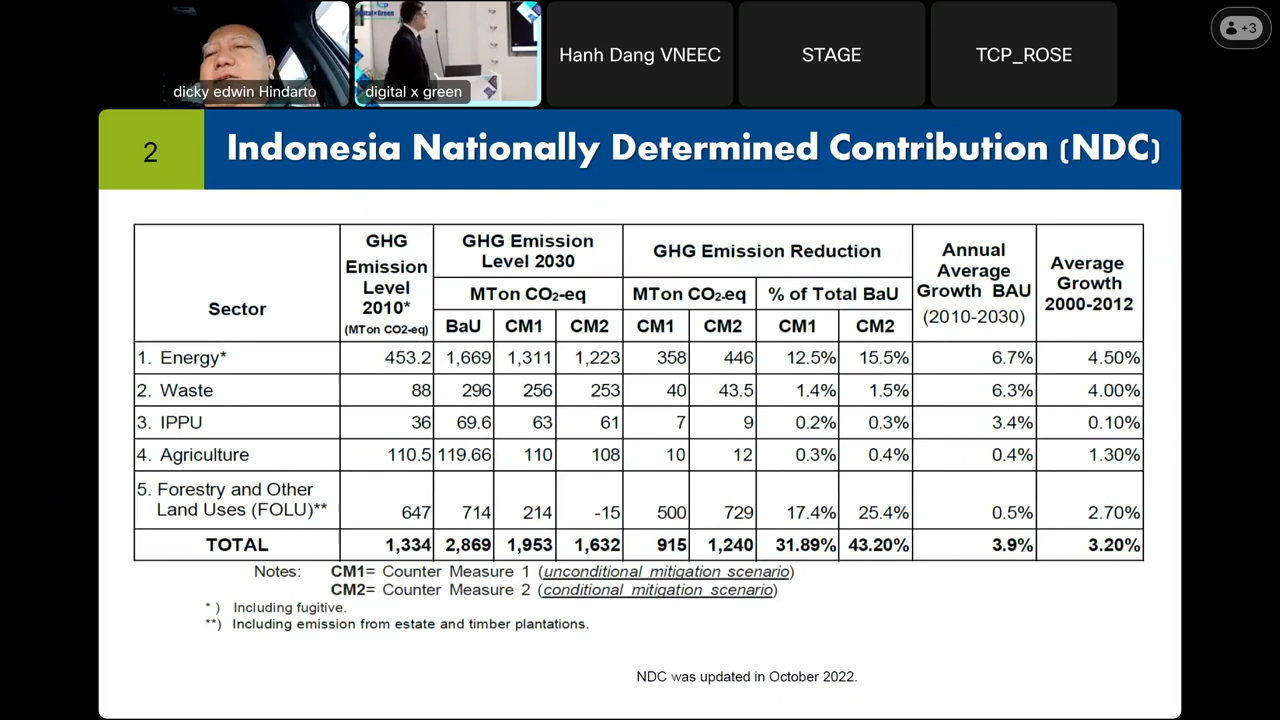 +3
Hanh Dang VNEEC
STAGE
TCP_ROSE
dicky edwin Hindarto
digital x green
2
Indonesia Nationally Determined Contribution (NDC)
Sector
GHG Emission Level 2010* (MTon CO2-eq)
GHG Emission Level 2030
GHG Emission Reduction
Annual Average Growth BAU (2010-2030)
Average Growth 2000-2012
MTon CO₂-eq
MTon CO₂-eq
% of Total BaU
BaU CM1 CM2 CM1 CM2 CM1 CM2
1. Energy* 453.2 1,669 1,311 1,223 358 446 12.5% 15.5% 6.7% 4.50%
2. Waste 88 296 256 253 40 43.5 1.4% 1.5% 6.3% 4.00%
3. IPPU 36 69.6 63 61 7 9 0.2% 0.3% 3.4% 0.10%
4. Agriculture 110.5 119.66 110 108 10 12 0.3% 0.4% 0.4% 1.30%
5. Forestry and Other
Land Uses (FOLU)** 647 714 214 -15 500 729 17.4% 25.4% 0.5% 2.70%
TOTAL 1,334 2,869 1,953 1,632 915 1,240 31.89% 43.20% 3.9% 3.20%
Notes: CM1= Counter Measure 1 (unconditional mitigation scenario)
CM2= Counter Measure 2 (conditional mitigation scenario)
* ) Including fugitive.
**) Including emission from estate and timber plantations.
NDC was updated in October 2022.